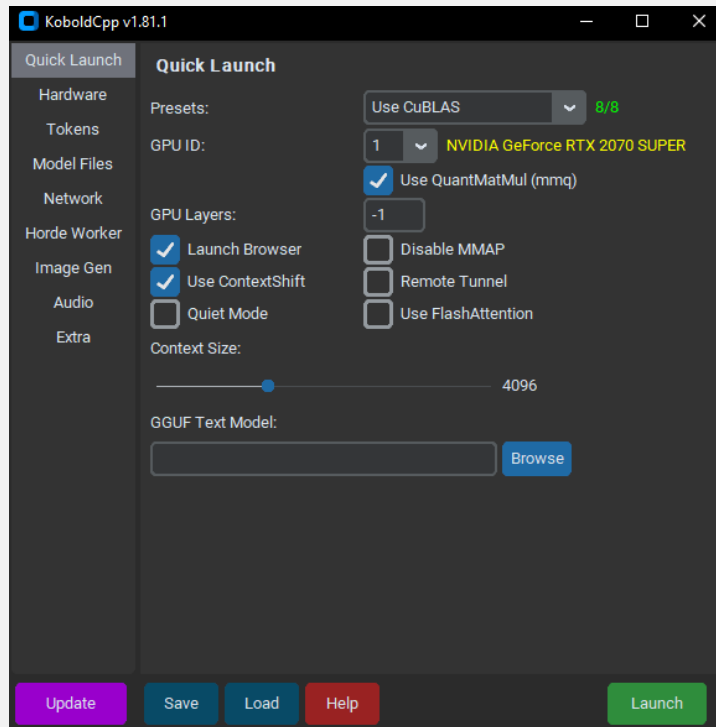 KoboldCpp v1.81.1
Quick Launch
Hardware
Tokens
Model Files
Network
Horde Worker
Image Gen
Audio
Extra
Quick Launch
Presets: Use CuBLAS 8/8
GPU ID: 1 NVIDIA GeForce RTX 2070 SUPER
Use QuantMatMul (mmq)
GPU Layers: -1
Launch Browser Disable MMAP
Use ContextShift Remote Tunnel
Quiet Mode Use FlashAttention
Context Size:
4096
GGUF Text Model:
Browse
Update Save Load Help Launch